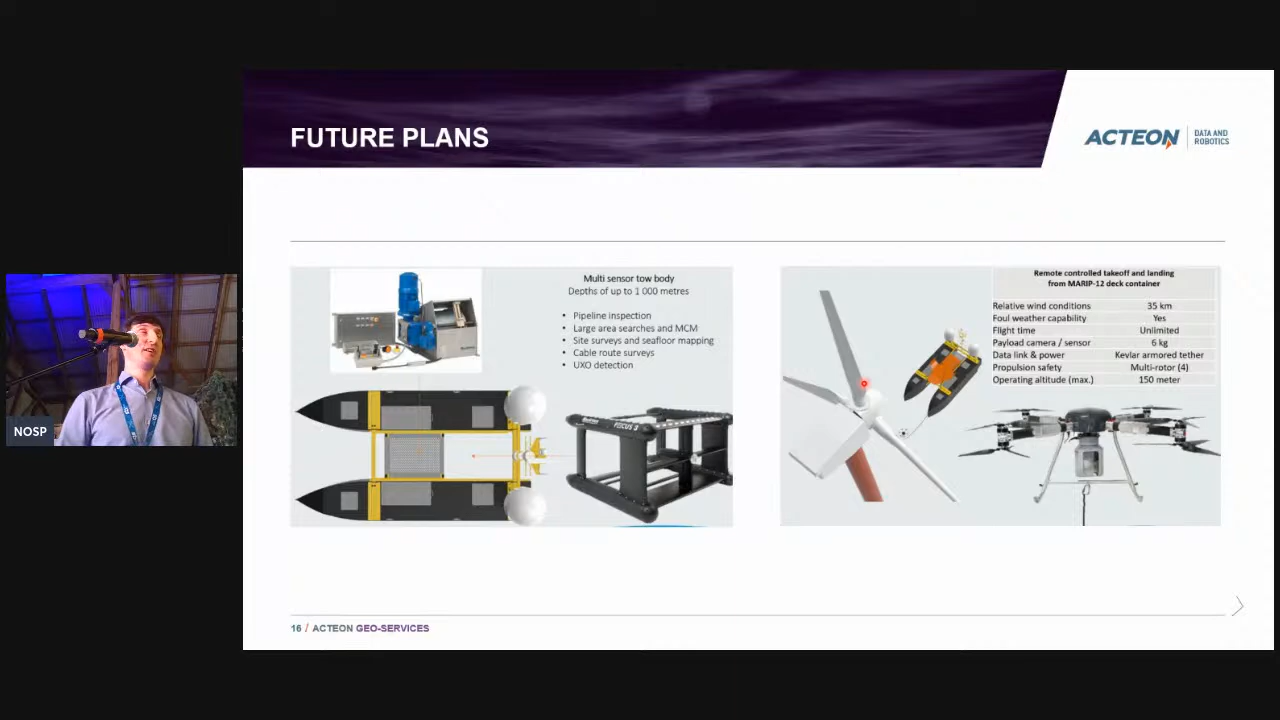 FUTURE PLANS
ACTEON
DATA AND
ROBOTICS
Multi sensor tow body
Depths of up to 1 000 metres
• Pipeline inspection
• Large area searches and MCM
• Site surveys and seafloor mapping
• Cable route surveys
• UXO detection
PISCUS 3
Remote controlled takeoff and landing
from MARIP-12 deck container
Relative wind conditions 35 km
Foul weather capability Yes
Flight time Unlimited
Payload camera / sensor 6 kg
Data link & power Kevlar armored tether
Propulsion safety Multi-rotor (4)
Operating altitude (max.) 150 meter
NOSP
16 / ACTEON GEO-SERVICES